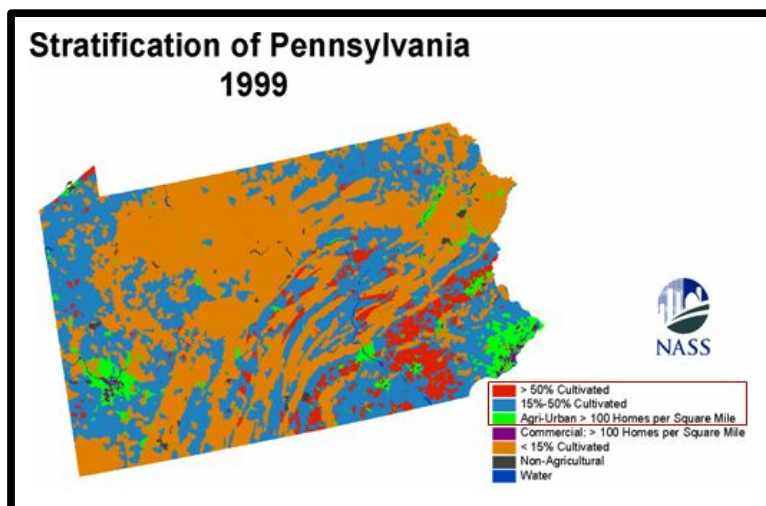 Stratification of Pennsylvania
1999
NASS
> 50% Cultivated
15%-50% Cultivated
Agri-Urban > 100 Homes per Square Mile
Commercial: > 100 Homes per Square Mile
< 15% Cultivated
Non-Agricultural
Water